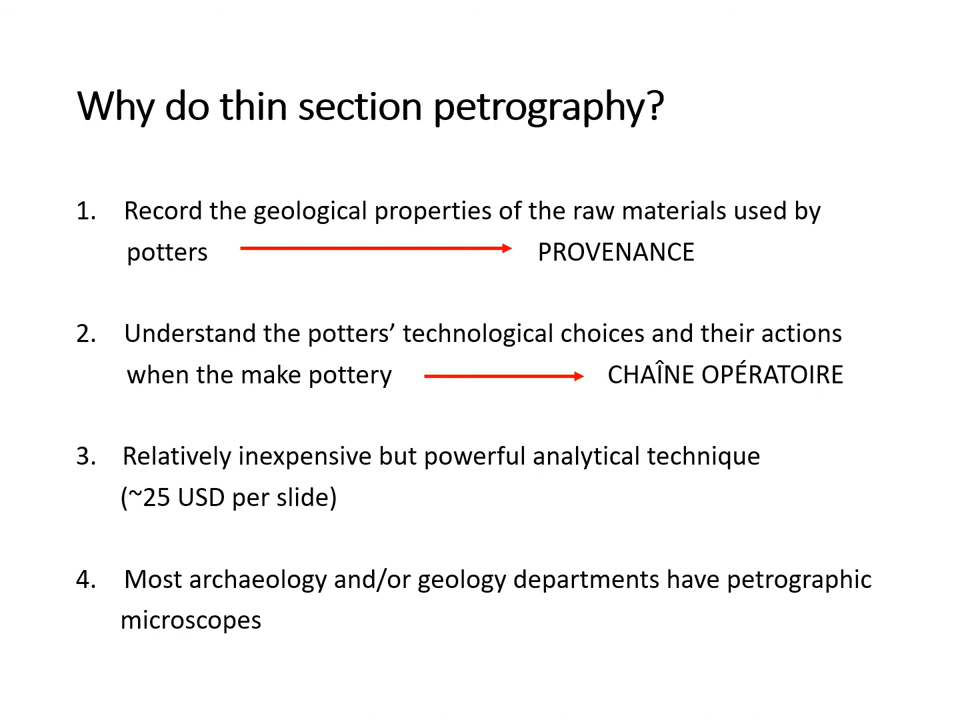 Why do thin section petrography?
1. Record the geological properties of the raw materials used by
potters PROVENANCE
2. Understand the potters’ technological choices and their actions
when the make pottery CHAÎNE OPÉRATOIRE
3. Relatively inexpensive but powerful analytical technique
(~25 USD per slide)
4. Most archaeology and/or geology departments have petrographic
microscopes